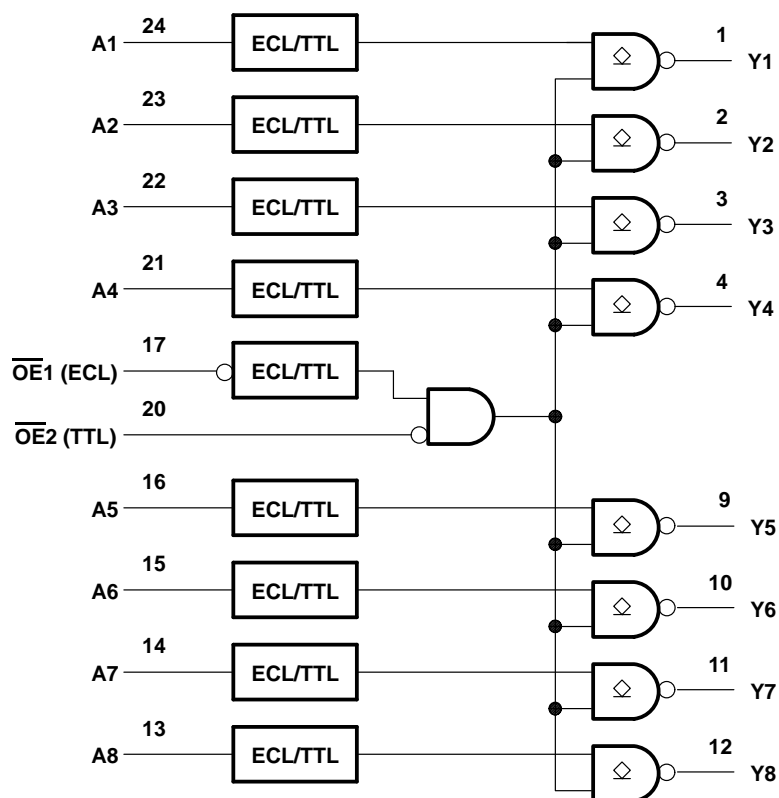 24
A1 ECL/TTL 1 Y1
23
A2 ECL/TTL 2 Y2
22
A3 ECL/TTL 3 Y3
21
A4 ECL/TTL 4 Y4
17
O̅E̅1 (ECL) ECL/TTL
20
O̅E̅2 (TTL)
16
A5 ECL/TTL 9 Y5
15
A6 ECL/TTL 10 Y6
14
A7 ECL/TTL 11 Y7
13
A8 ECL/TTL 12 Y8